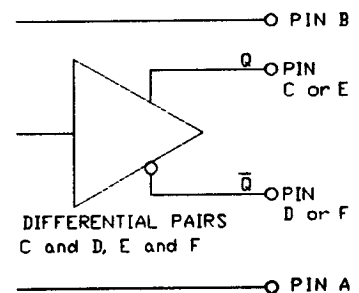 PIN B
Q
PIN
C or E
Q̅
PIN
D or F
DIFFERENTIAL PAIRS
C and D, E and F
PIN A